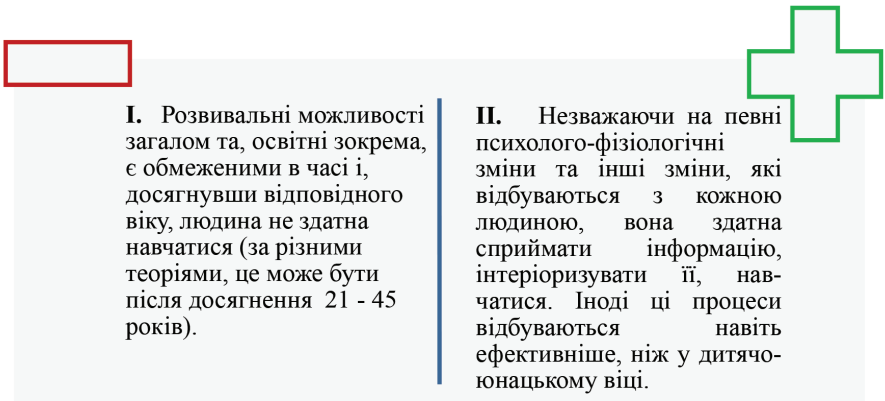 I. Розвивальні можливості
загалом та, освітні зокрема,
є обмеженими в часі і,
досягнувши відповідного
віку, людина не здатна
навчатися (за різними
теоріями, це може бути
після досягнення 21 - 45
років).
II. Незважаючи на певні
психолого-фізіологічні
зміни та інші зміни, які
відбуваються з кожною
людиною, вона здатна
сприймати інформацію,
інтеріоризувати її, нав-
чатися. Іноді ці процеси
відбуваються навіть
ефективніше, ніж у дитячо-
юнацькому віці.